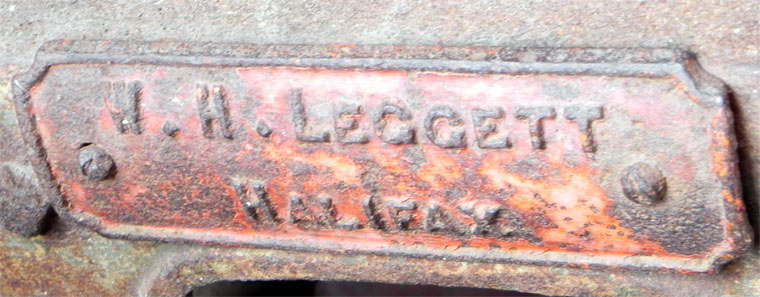 W. H. LEGGETT
HALIFAX.